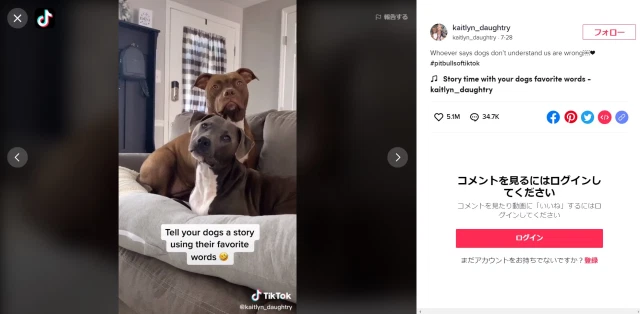 TikTok
報告する
Tell your dogs a story
using their favorite
words 🤣
TikTok
@kaitlyn_daughtry
kaitlyn_daughtry
kaitlyn_daughtry · 7-28
フォロー
Whoever says dogs don't understand us are wrong❤
#pitbullsoftiktok
♫ Story time with your dogs favorite words -
kaitlyn_daughtry
5.1M
34.7K
コメントを見るにはログインし
てください
コメントを見たり動画に「いいね」するにはロ
グインしてください
ログイン
まだアカウントをお持ちでないですか？登録